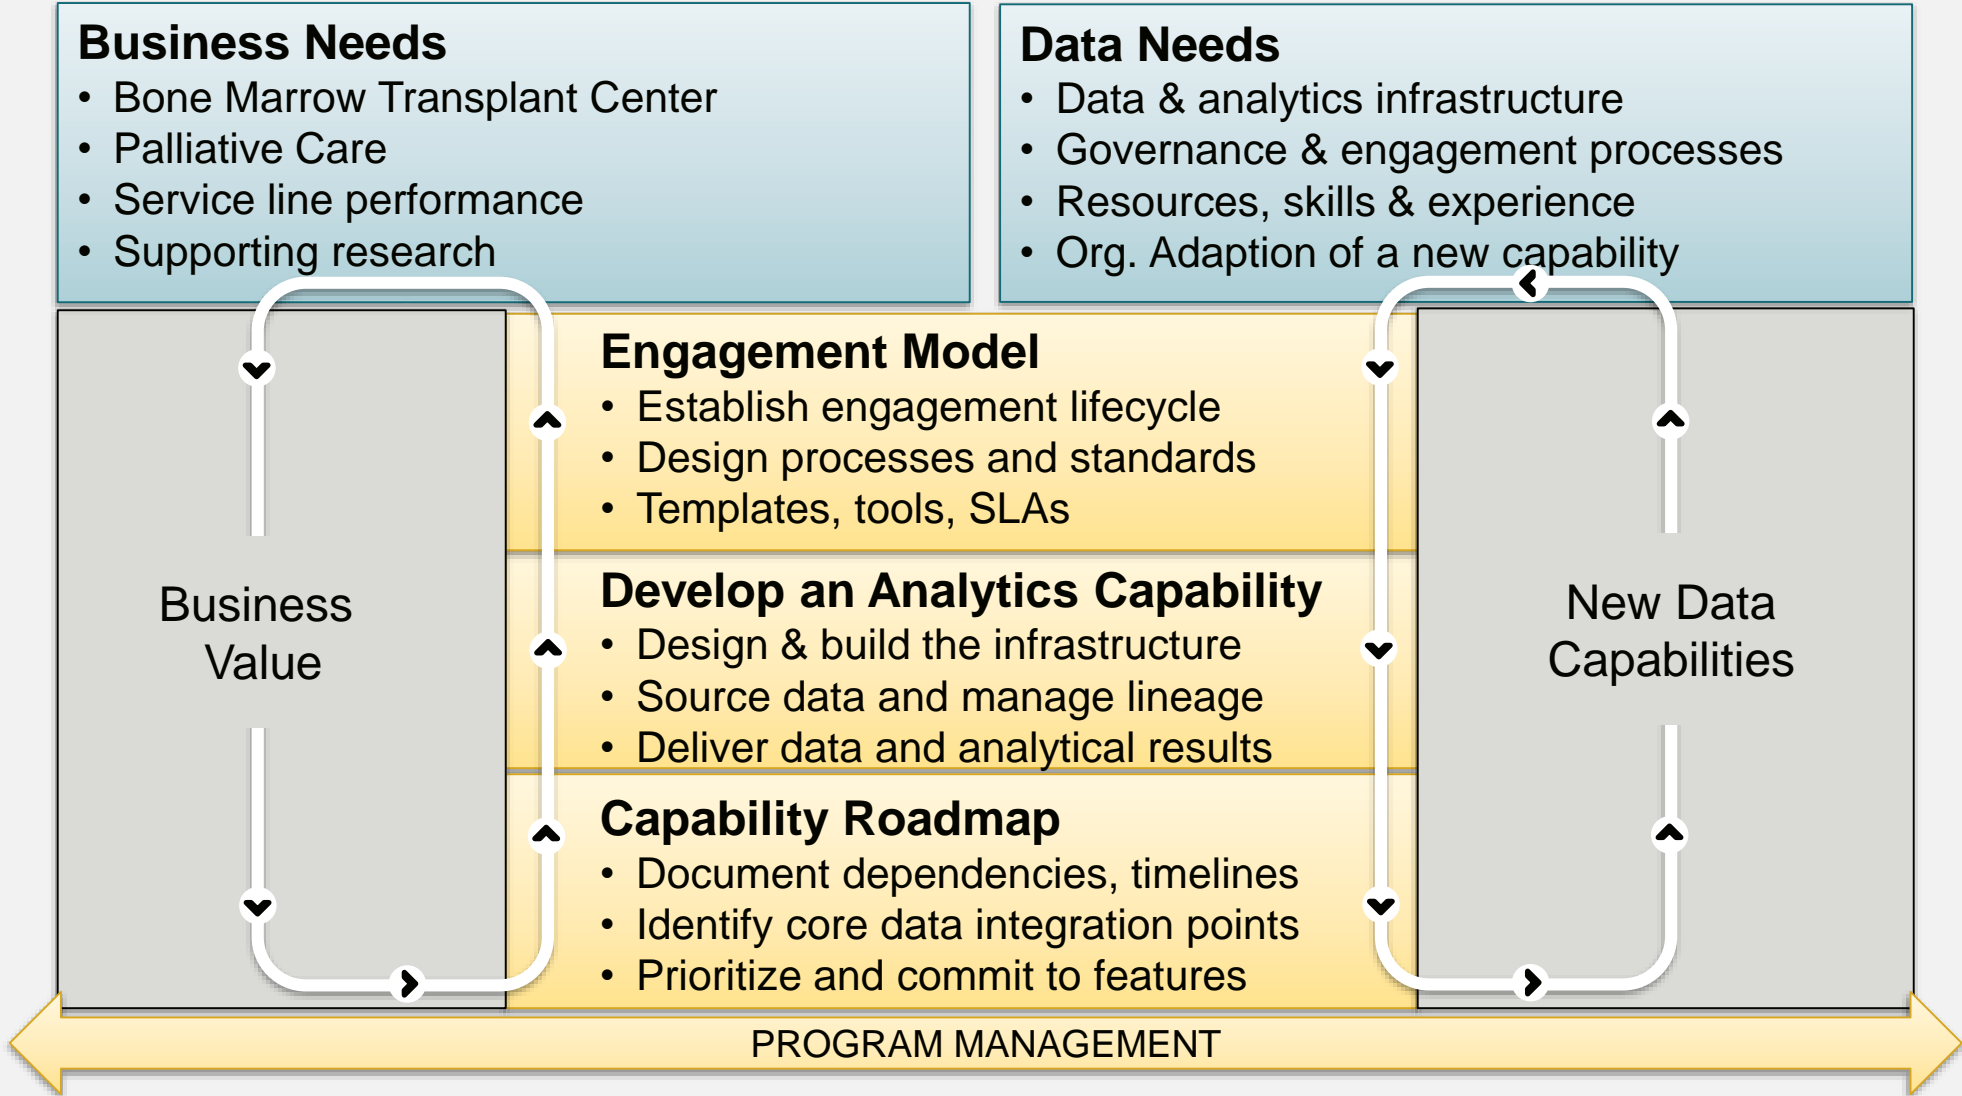 Business Needs
• Bone Marrow Transplant Center
• Palliative Care
• Service line performance
• Supporting research
Data Needs
• Data & analytics infrastructure
• Governance & engagement processes
• Resources, skills & experience
• Org. Adaption of a new capability
Business
Value
Engagement Model
• Establish engagement lifecycle
• Design processes and standards
• Templates, tools, SLAs
Develop an Analytics Capability
• Design & build the infrastructure
• Source data and manage lineage
• Deliver data and analytical results
Capability Roadmap
• Document dependencies, timelines
• Identify core data integration points
• Prioritize and commit to features
New Data
Capabilities
PROGRAM MANAGEMENT